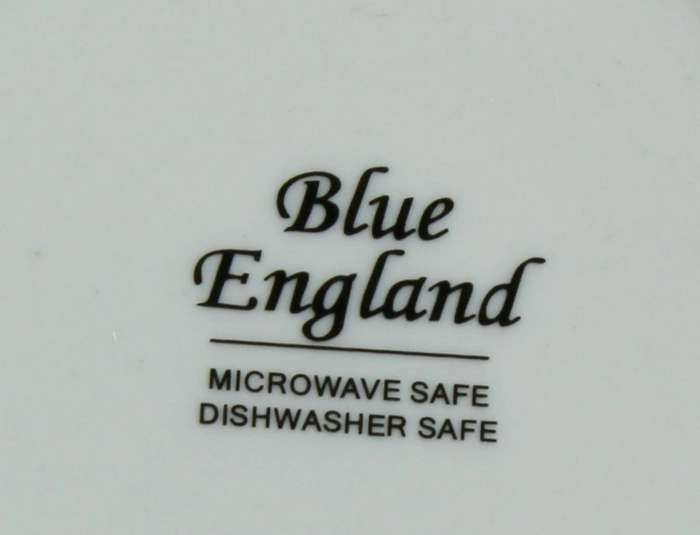 Blue
England
MICROWAVE SAFE
DISHWASHER SAFE